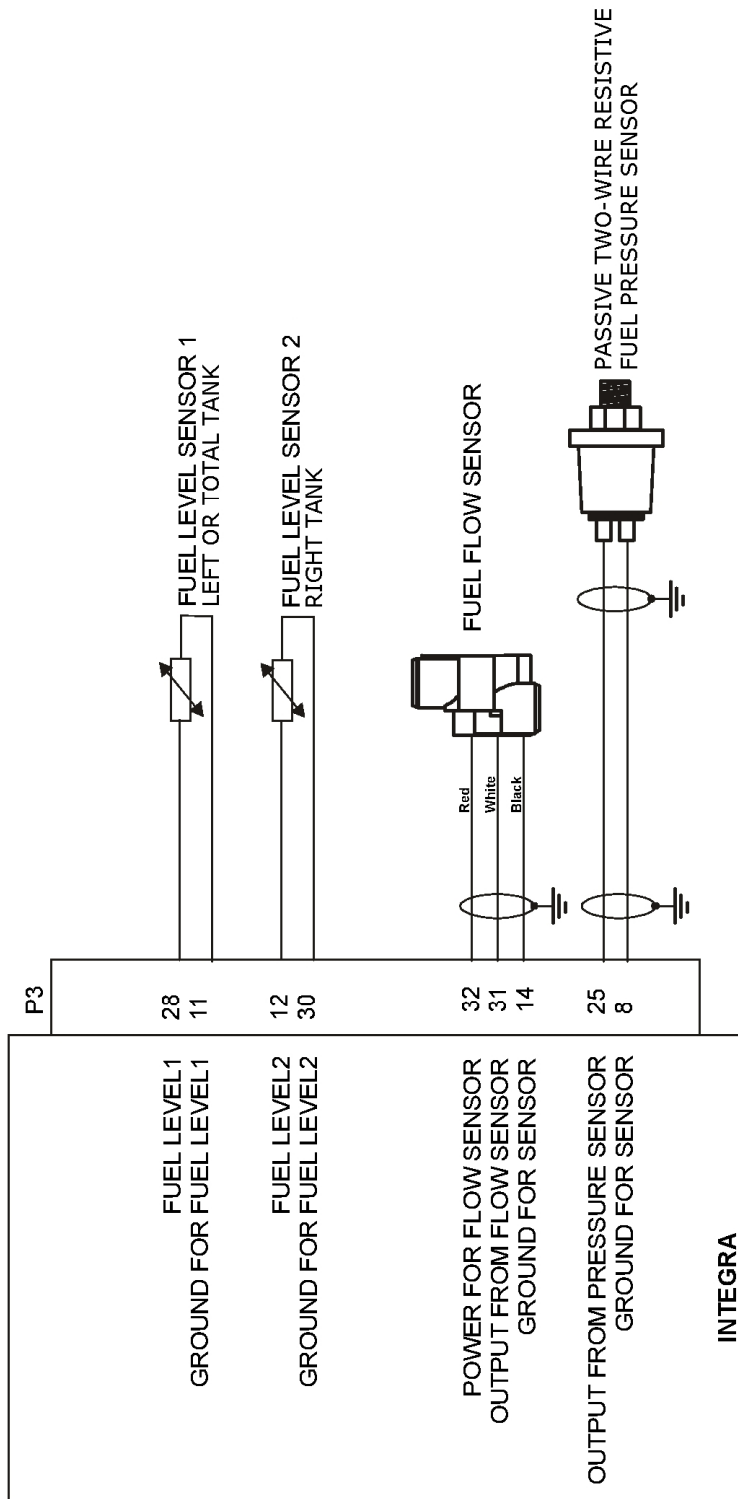 P3
FUEL LEVEL1
28
GROUND FOR FUEL LEVEL1
11
FUEL LEVEL SENSOR 1
LEFT OR TOTAL TANK
FUEL LEVEL2
12
GROUND FOR FUEL LEVEL2
30
FUEL LEVEL SENSOR 2
RIGHT TANK
POWER FOR FLOW SENSOR
32
Red
OUTPUT FROM FLOW SENSOR
31
White
GROUND FOR SENSOR
14
Black
FUEL FLOW SENSOR
OUTPUT FROM PRESSURE SENSOR
25
GROUND FOR SENSOR
8
PASSIVE TWO-WIRE RESISTIVE
FUEL PRESSURE SENSOR
INTEGRA